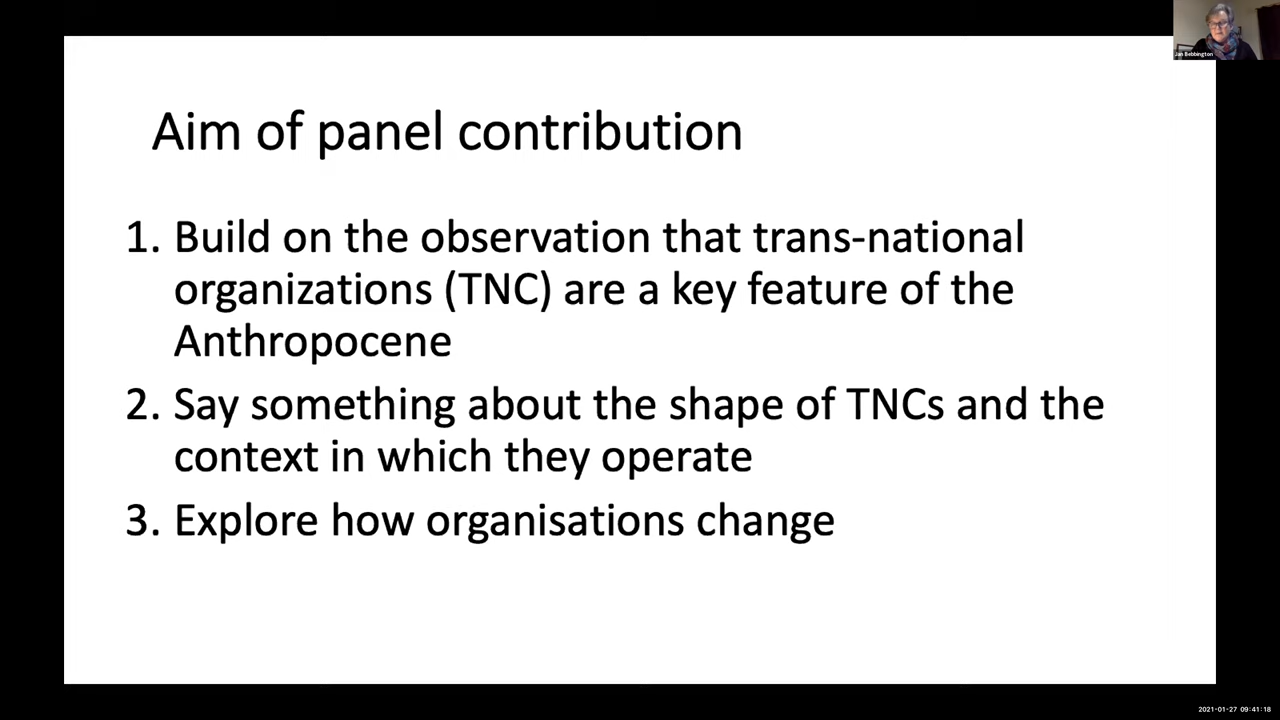 Jan Bebbington
Aim of panel contribution
1. Build on the observation that trans-national
organizations (TNC) are a key feature of the
Anthropocene
2. Say something about the shape of TNCs and the
context in which they operate
3. Explore how organisations change
2021-01-27 09:41:18